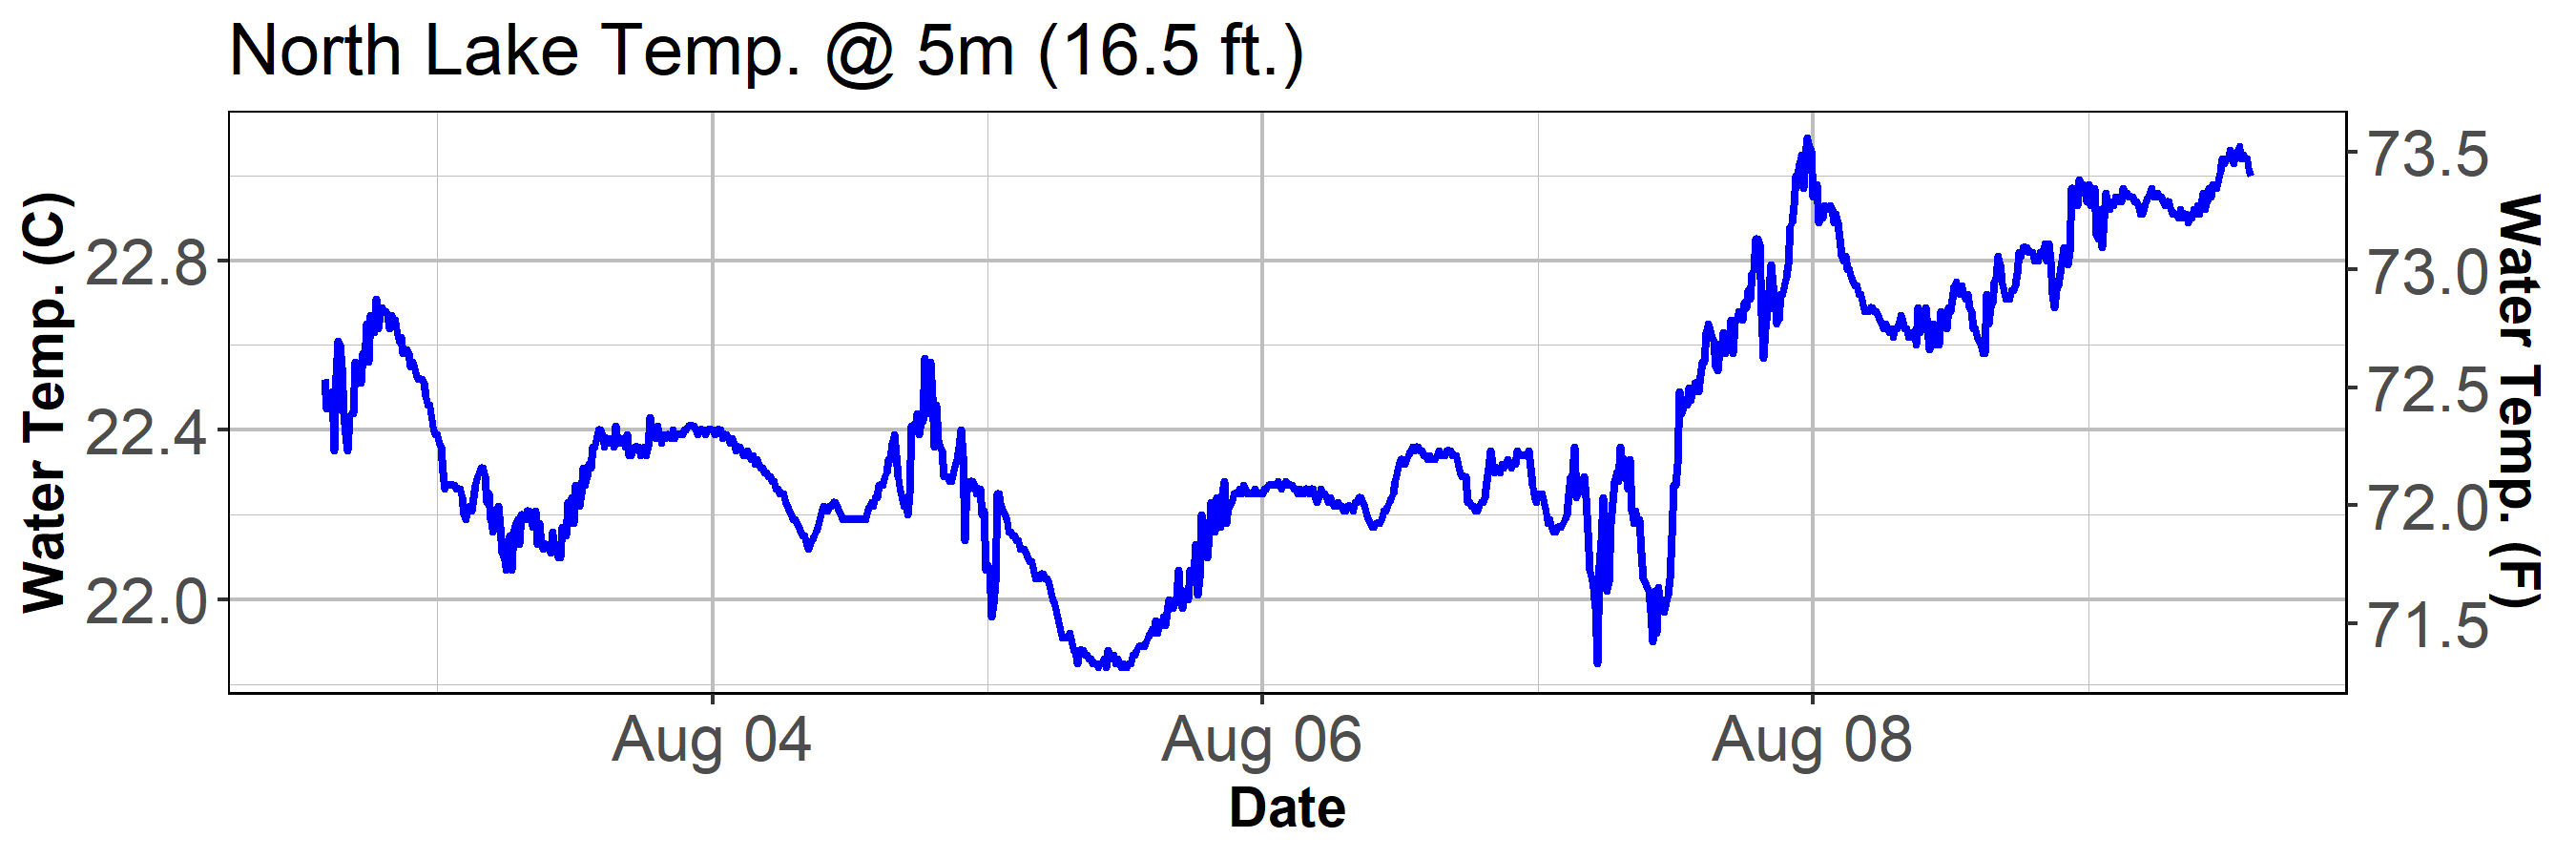 North Lake Temp. @ 5m (16.5 ft.)
Water Temp. (C)
22.8
22.4
22.0
73.5
73.0
72.5
72.0
71.5
Water Temp. (F)
Aug 04
Aug 06
Aug 08
Date